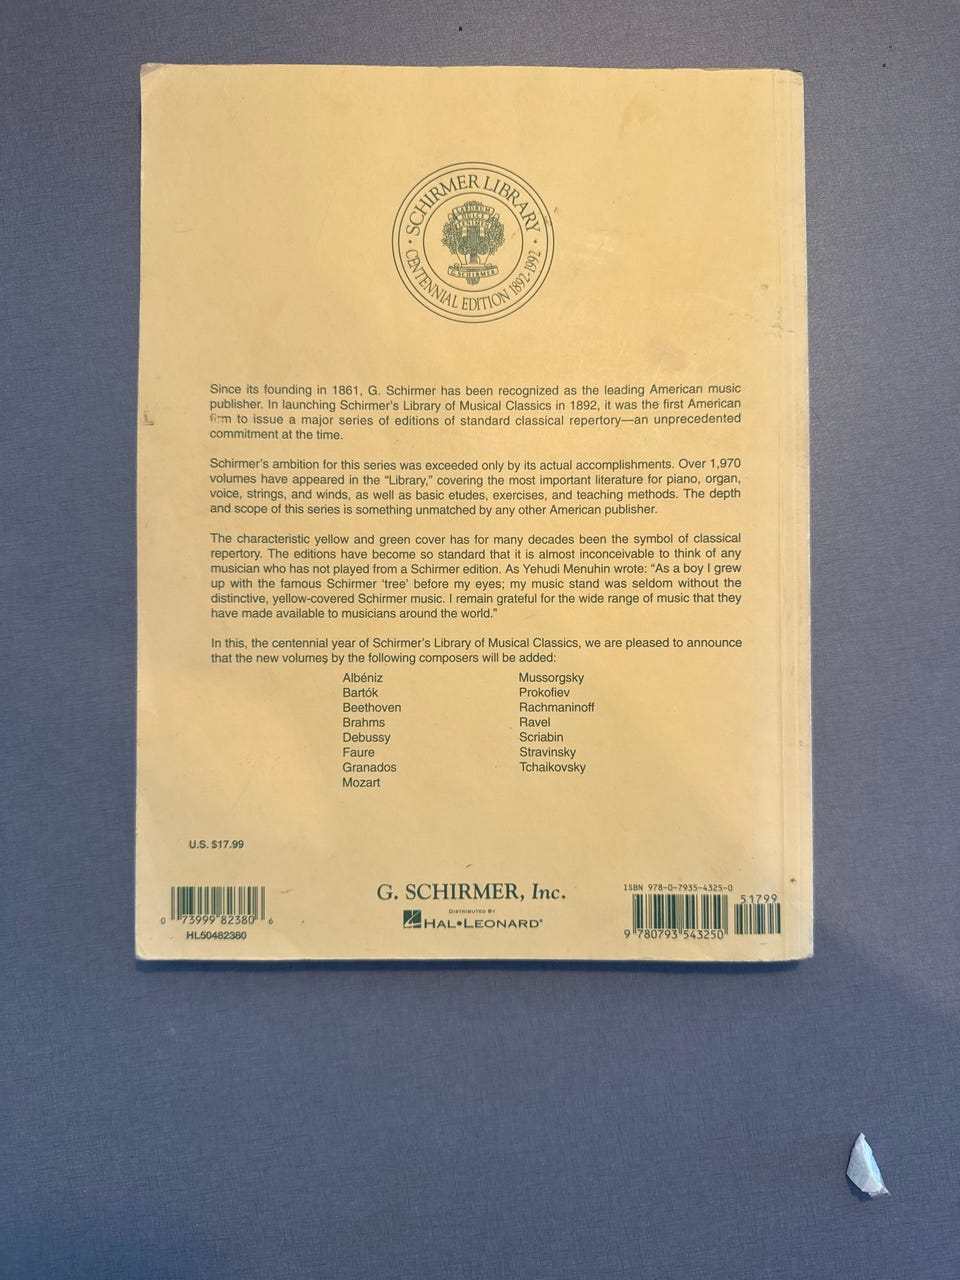 SCHIRMER LIBRARY
LABORUM
DULCE
LENIMEN
G. SCHIRMER
CENTENNIAL EDITION 1892-1992
Since its founding in 1861, G. Schirmer has been recognized as the leading American music
publisher. In launching Schirmer's Library of Musical Classics in 1892, it was the first American
firm to issue a major series of editions of standard classical repertory—an unprecedented
commitment at the time.
Schirmer's ambition for this series was exceeded only by its actual accomplishments. Over 1,970
volumes have appeared in the "Library," covering the most important literature for piano, organ,
voice, strings, and winds, as well as basic etudes, exercises, and teaching methods. The depth
and scope of this series is something unmatched by any other American publisher.
The characteristic yellow and green cover has for many decades been the symbol of classical
repertory. The editions have become so standard that it is almost inconceivable to think of any
musician who has not played from a Schirmer edition. As Yehudi Menuhin wrote: "As a boy I grew
up with the famous Schirmer 'tree' before my eyes; my music stand was seldom without the
distinctive, yellow-covered Schirmer music. I remain grateful for the wide range of music that they
have made available to musicians around the world."
In this, the centennial year of Schirmer's Library of Musical Classics, we are pleased to announce
that the new volumes by the following composers will be added:
Albéniz
Bartók
Beethoven
Brahms
Debussy
Faure
Granados
Mozart
Mussorgsky
Prokofiev
Rachmaninoff
Ravel
Scriabin
Stravinsky
Tchaikovsky
U.S. $17.99
0 73999 82380 6
HL50482380
G. SCHIRMER, Inc.
DISTRIBUTED BY
HAL•LEONARD®
ISBN 978-0-7935-4325-0
51799
9 780793 543250